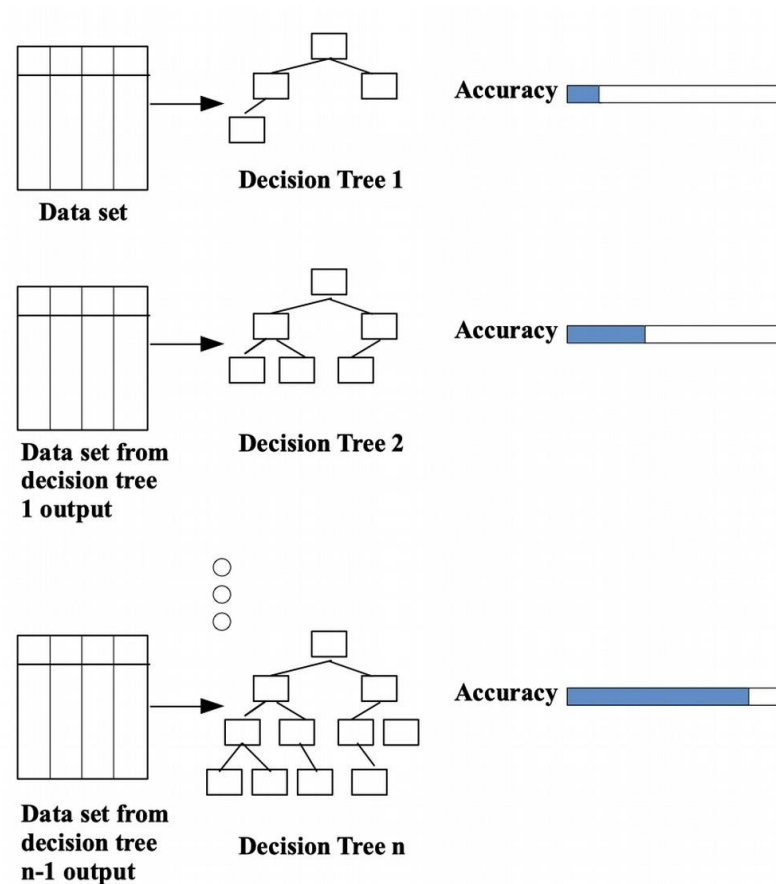 Accuracy
Decision Tree 1
Data set
Accuracy
Decision Tree 2
Data set from
decision tree
1 output
Accuracy
Data set from
decision tree
n-1 output
Decision Tree n